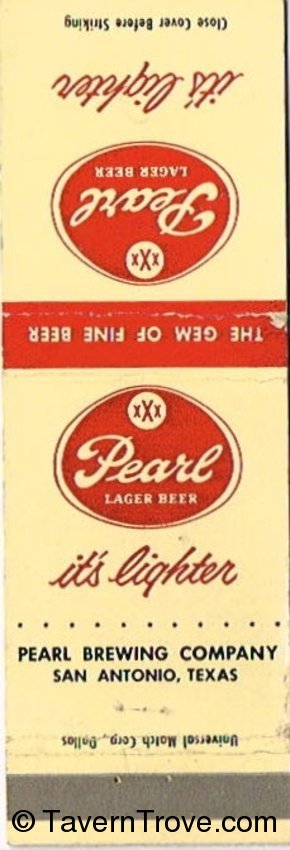 Close Cover Before Striking
it's lighter
Pearl
LAGER BEER
XXX
THE GEM OF FINE BEER
XXX
Pearl
LAGER BEER
it's lighter
PEARL BREWING COMPANY
SAN ANTONIO, TEXAS
Universal Match Corp., Dallas
© TavernTrove.com